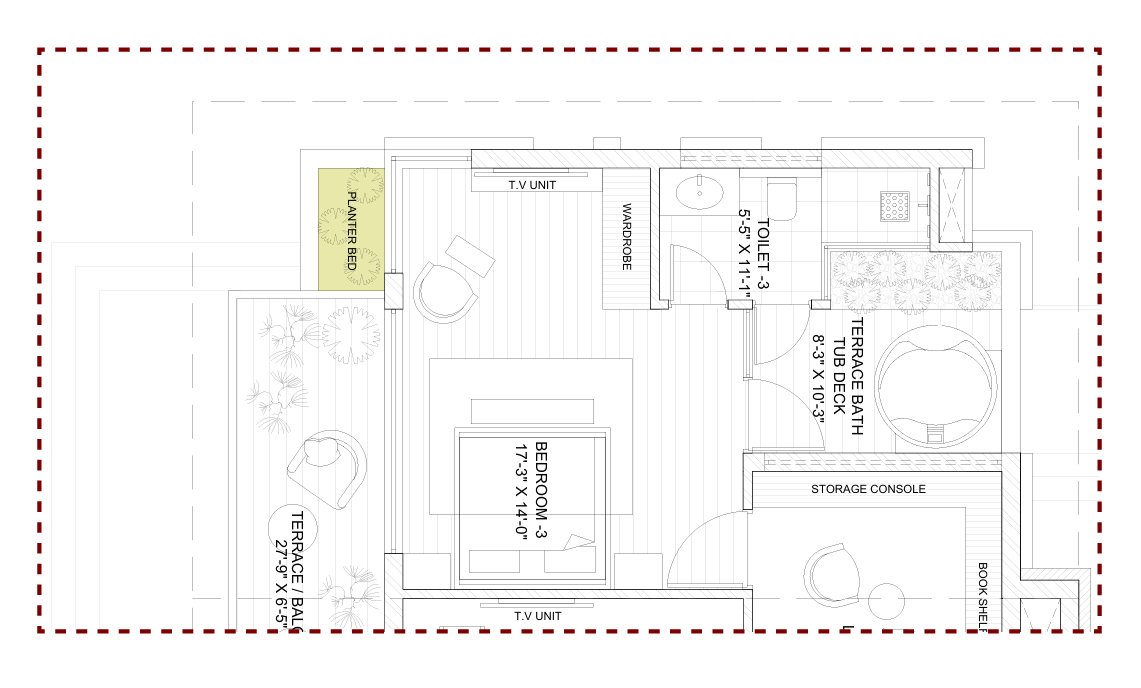 T.V UNIT
PLANTER BED
WARDROBE
TOILET -3
5'-5" X 11'-1"
TERRACE BATH
TUB DECK
8'-3" X 10'-3"
BEDROOM -3
17'-3" X 14'-0"
STORAGE CONSOLE
TERRACE / BALC
27'-9" X 6'-5"
BOOK SHELF
T.V UNIT